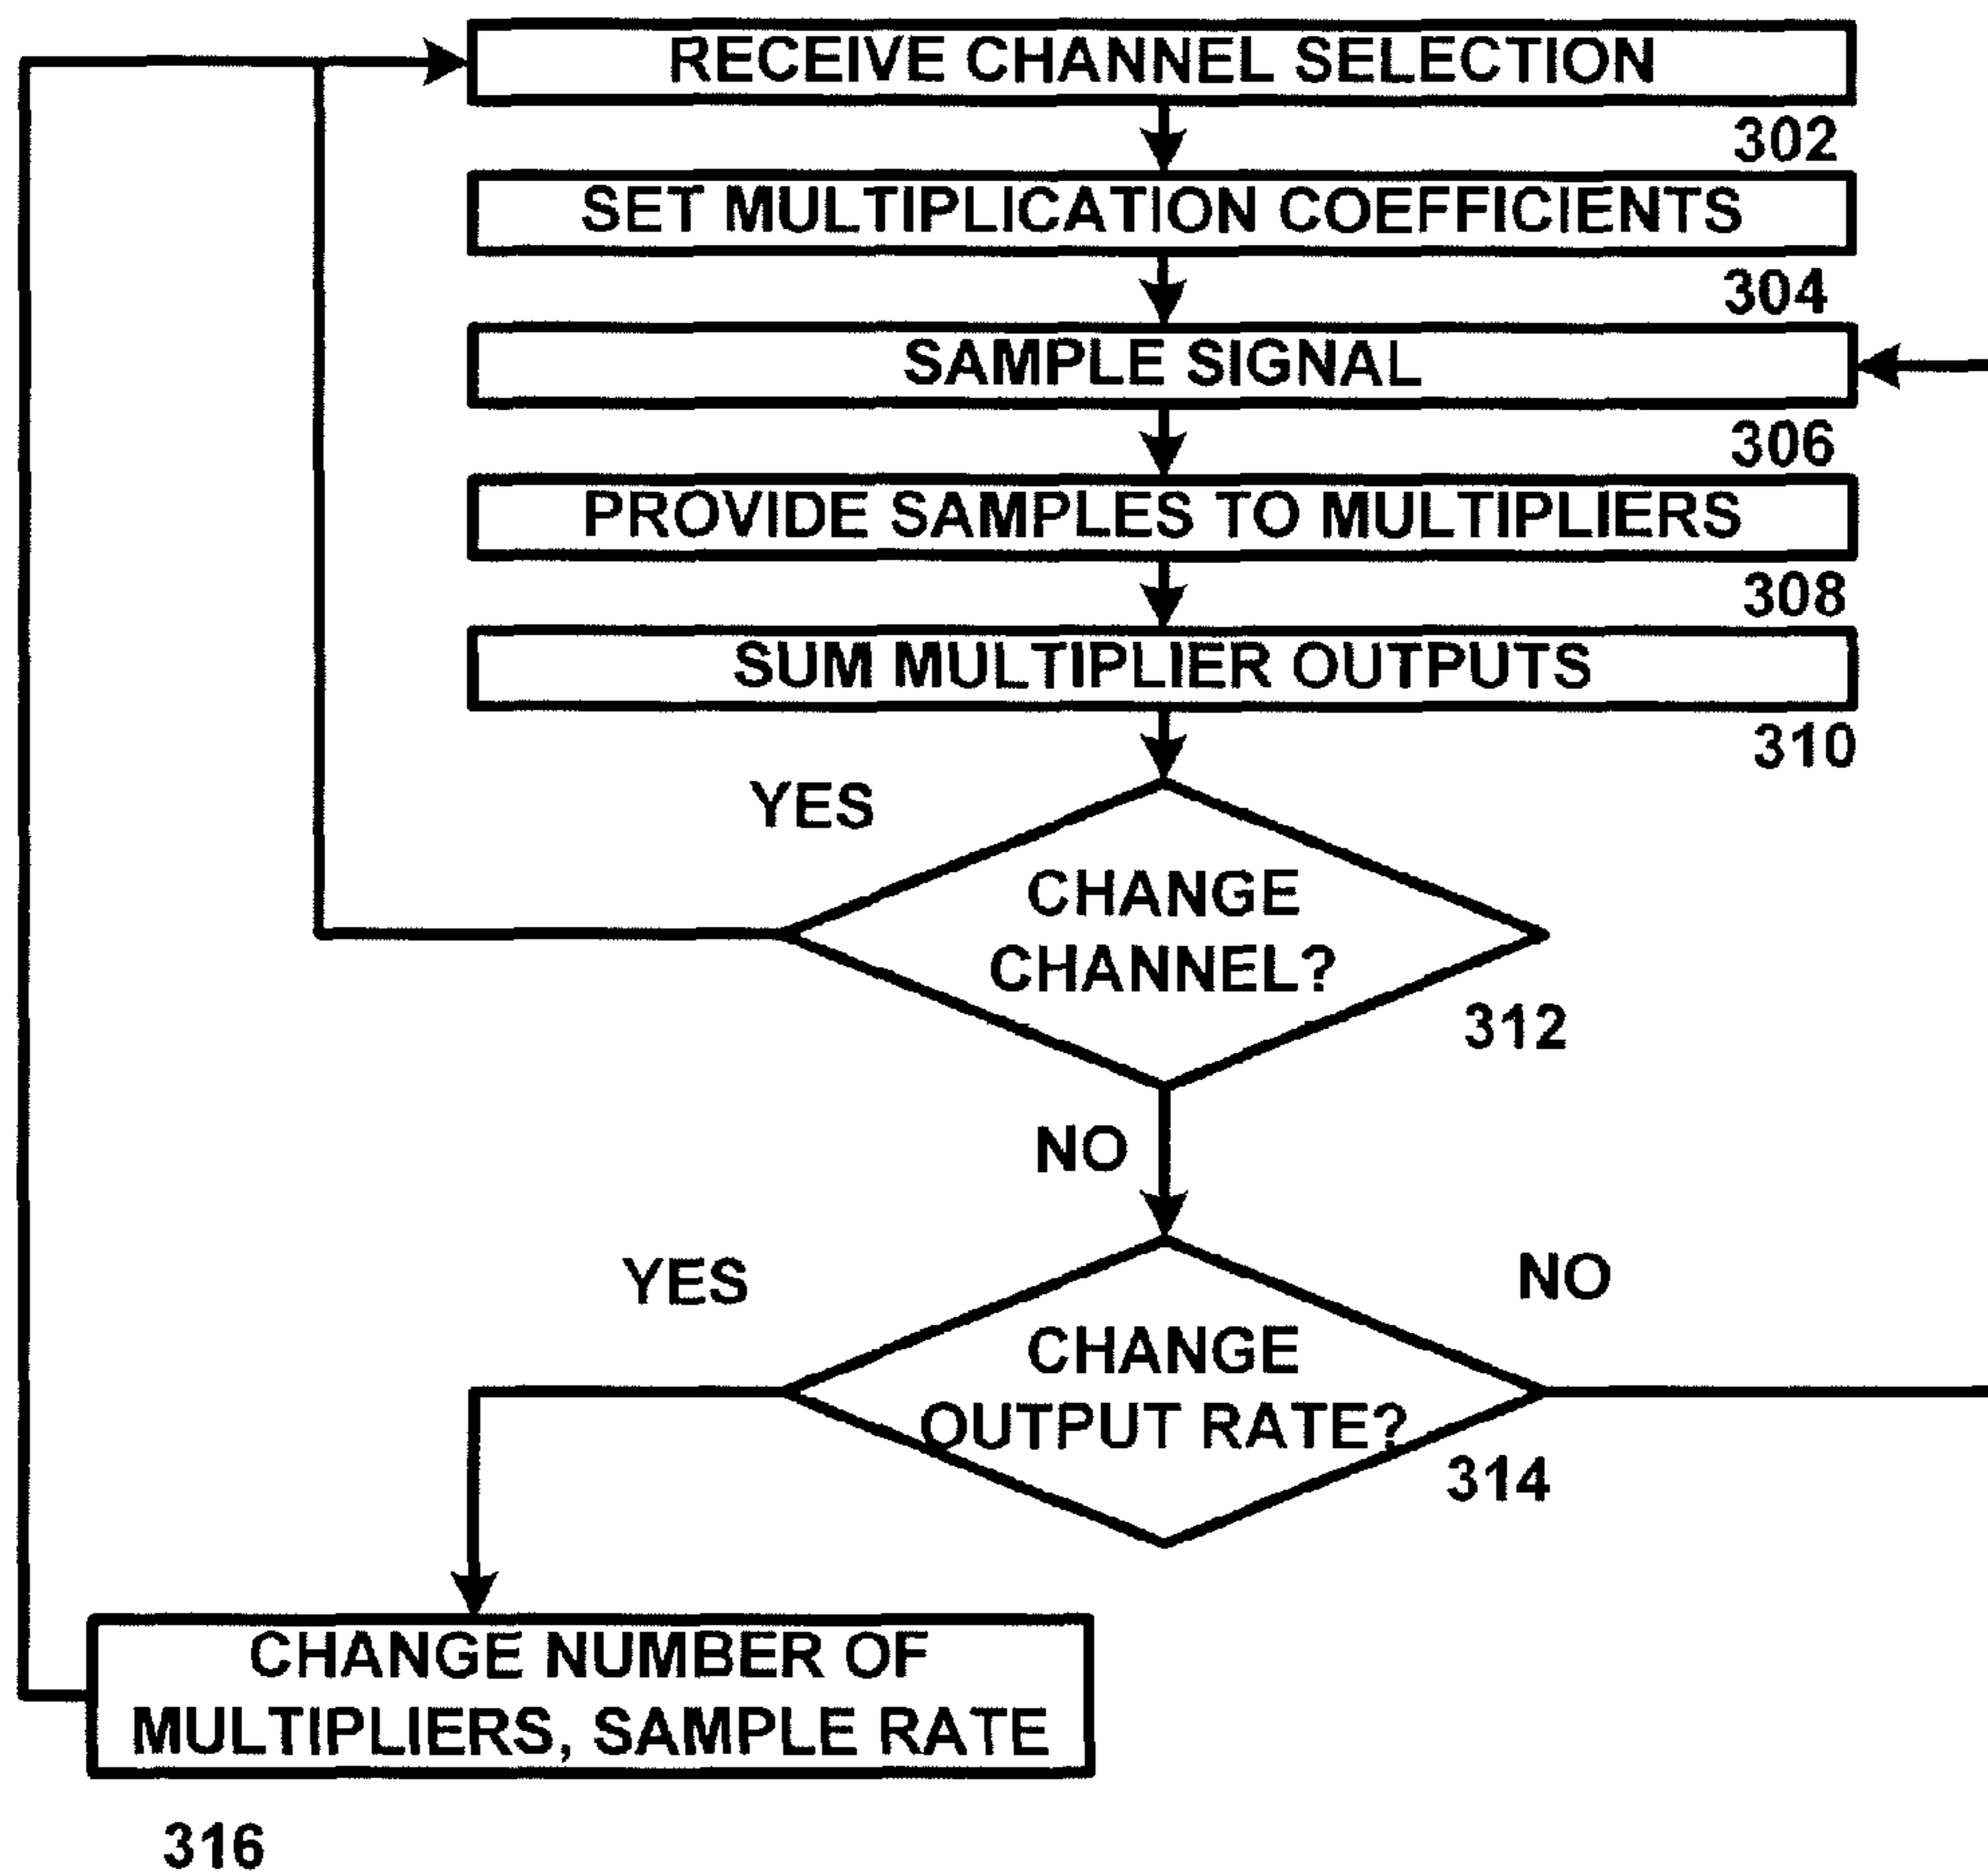 RECEIVE CHANNEL SELECTION
302
SET MULTIPLICATION COEFFICIENTS
304
SAMPLE SIGNAL
306
PROVIDE SAMPLES TO MULTIPLIERS
308
SUM MULTIPLIER OUTPUTS
310
YES
CHANGE
CHANNEL?
312
NO
YES
NO
CHANGE
OUTPUT RATE?
314
CHANGE NUMBER OF
MULTIPLIERS, SAMPLE RATE
316